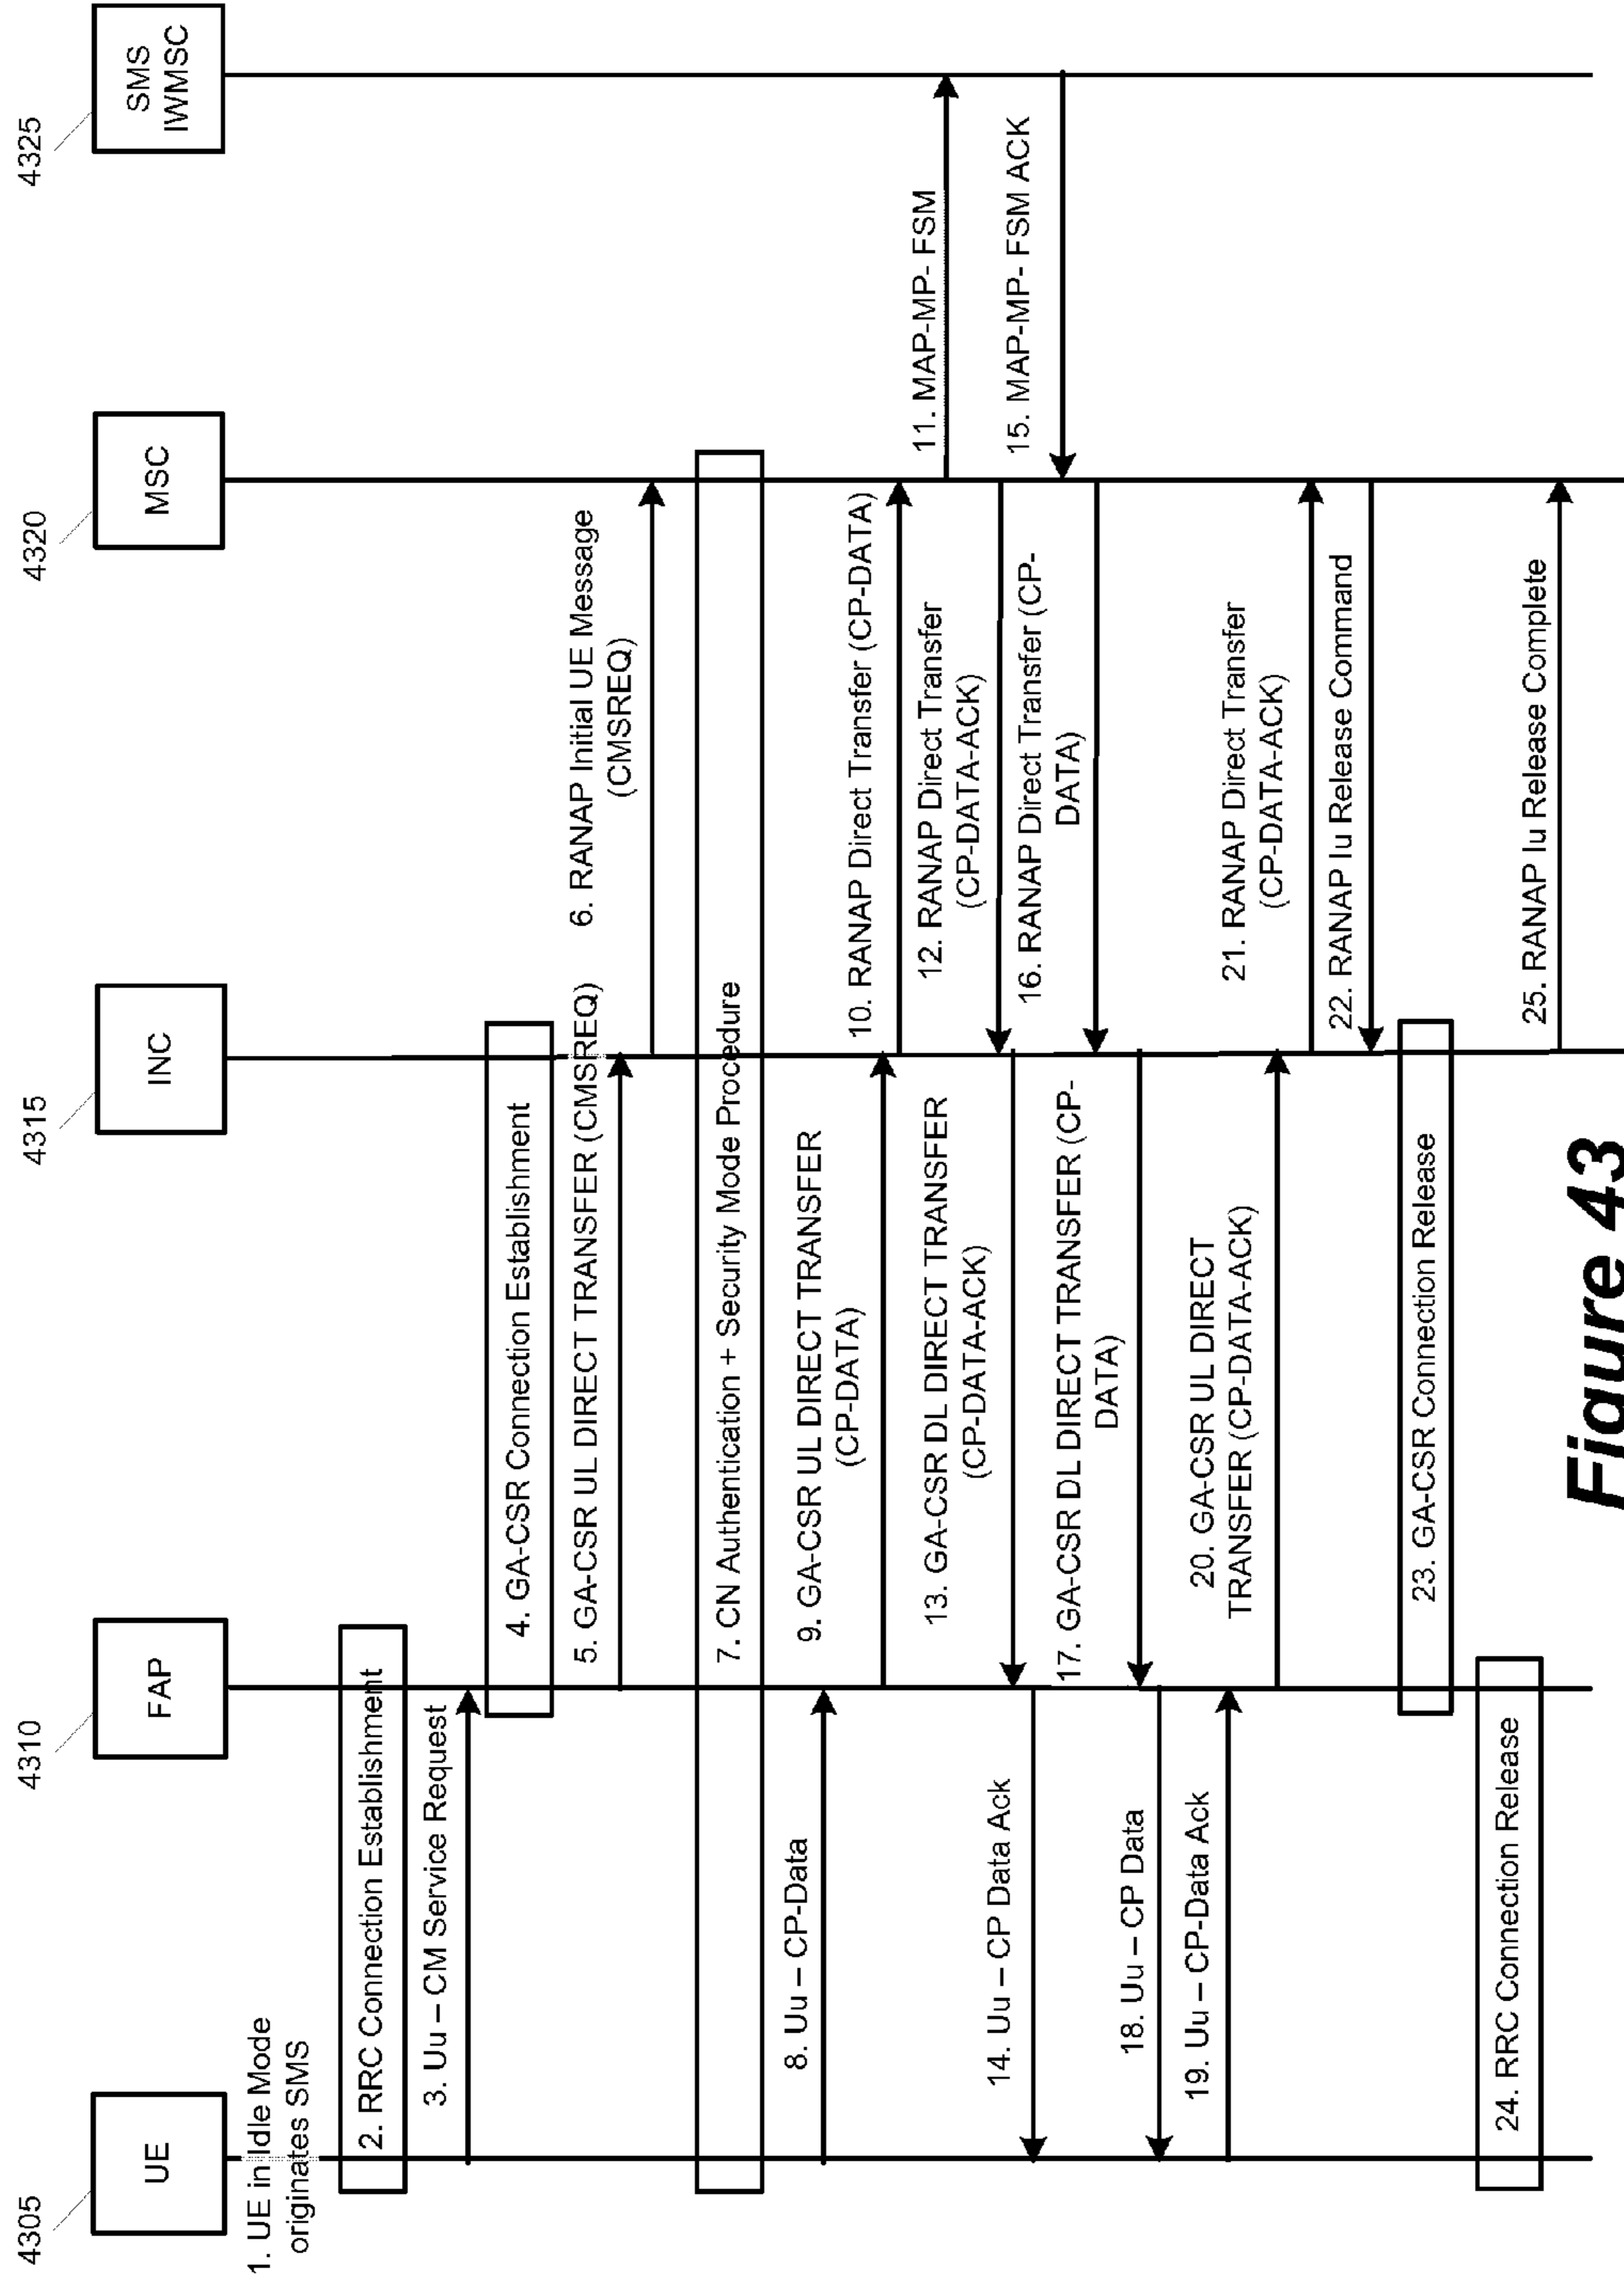 4305
4310
4315
4320
4325
UE
FAP
INC
MSC
SMS
IWMSC
1. UE in Idle Mode
originates SMS
2. RRC Connection Establishment
3. Uu – CM Service Request
4. GA-CSR Connection Establishment
5. GA-CSR UL DIRECT TRANSFER (CMSREQ)
6. RANAP Initial UE Message
(CMSREQ)
7. CN Authentication + Security Mode Procedure
8. Uu – CP-Data
9. GA-CSR UL DIRECT TRANSFER
(CP-DATA)
10. RANAP Direct Transfer (CP-DATA)
11. MAP-MP- FSM
12. RANAP Direct Transfer
(CP-DATA-ACK)
13. GA-CSR DL DIRECT TRANSFER
(CP-DATA-ACK)
14. Uu – CP Data Ack
15. MAP-MP- FSM ACK
16. RANAP Direct Transfer (CP-
DATA)
17. GA-CSR DL DIRECT TRANSFER (CP-
DATA)
18. Uu – CP Data
19. Uu – CP-Data Ack
20. GA-CSR UL DIRECT
TRANSFER (CP-DATA-ACK)
21. RANAP Direct Transfer
(CP-DATA-ACK)
22. RANAP Iu Release Command
23. GA-CSR Connection Release
24. RRC Connection Release
25. RANAP Iu Release Complete
Figure 43